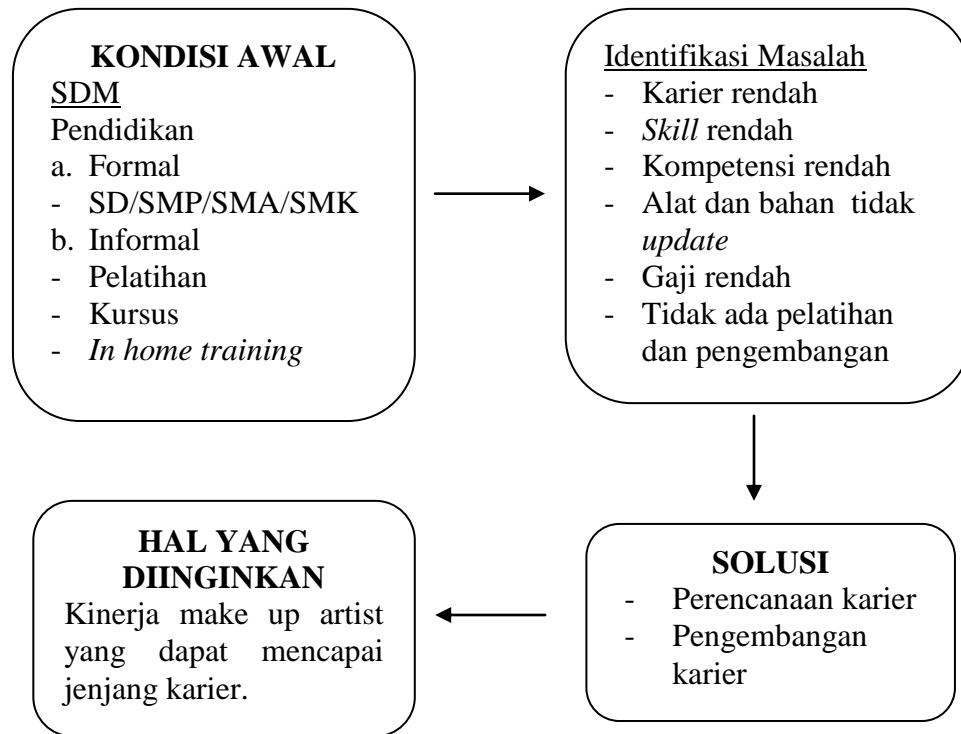 KONDISI AWAL
SDM
Pendidikan
a. Formal
- SD/SMP/SMA/SMK
b. Informal
- Pelatihan
- Kursus
- In home training
Identifikasi Masalah
- Karier rendah
- Skill rendah
- Kompetensi rendah
- Alat dan bahan tidak
update
- Gaji rendah
- Tidak ada pelatihan
dan pengembangan
SOLUSI
- Perencanaan karier
- Pengembangan
karier
HAL YANG
DIINGINKAN
Kinerja make up artist
yang dapat mencapai
jenjang karier.